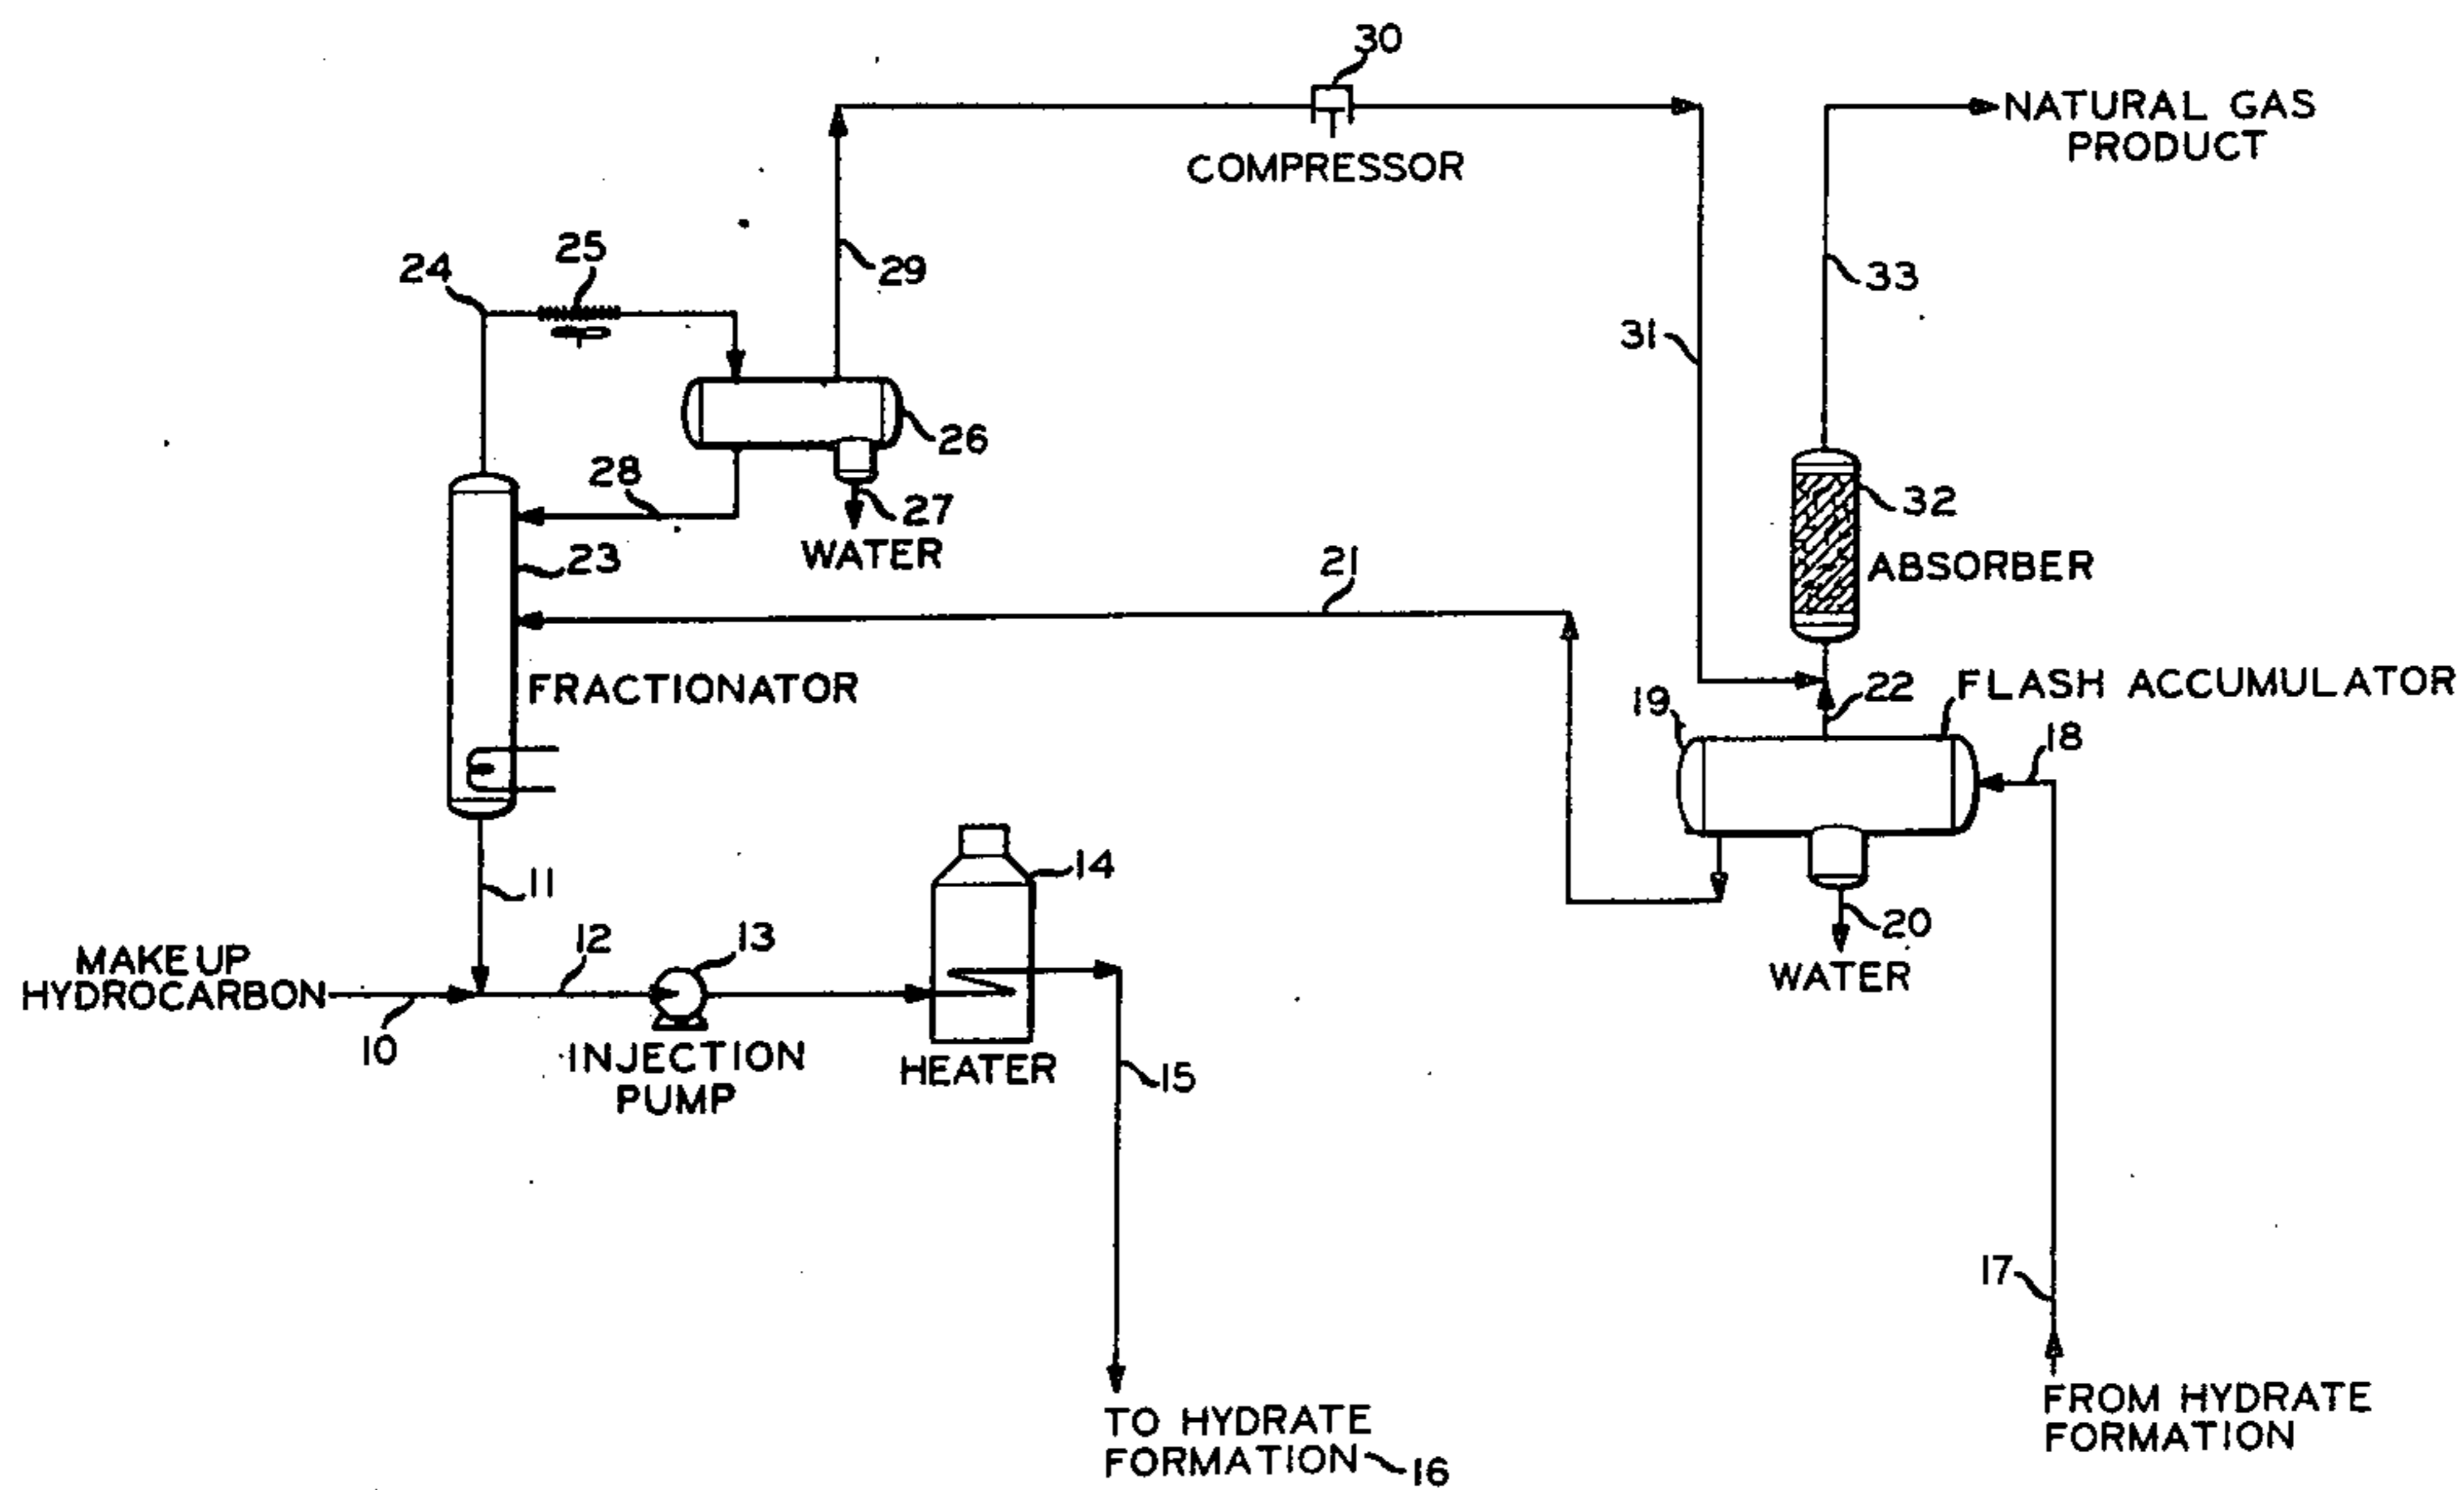 30
NATURAL GAS
PRODUCT
COMPRESSOR
24
25
29
33
31
26
28
27
32
WATER
23
21
ABSORBER
FRACTIONATOR
19
22
FLASH ACCUMULATOR
18
14
11
20
MAKE UP
HYDROCARBON
12
13
WATER
10
INJECTION
PUMP
HEATER
15
17
TO HYDRATE
FORMATION
16
FROM HYDRATE
FORMATION